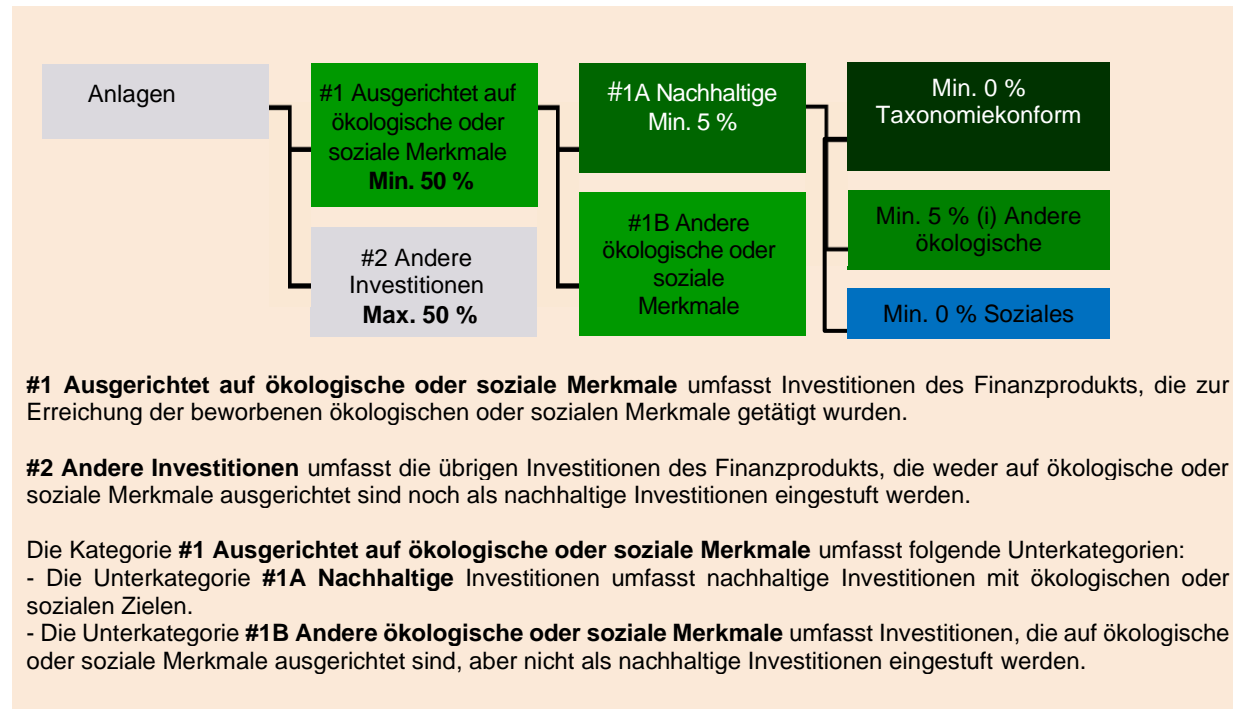 Anlagen
#1 Ausgerichtet auf
ökologische oder
soziale Merkmale
Min. 50 %
#2 Andere
Investitionen
Max. 50 %
#1A Nachhaltige
Min. 5 %
#1B Andere
ökologische oder
soziale
Merkmale
Min. 0 %
Taxonomiekonform
Min. 5 % (i) Andere
ökologische
Min. 0 % Soziales
#1 Ausgerichtet auf ökologische oder soziale Merkmale umfasst Investitionen des Finanzprodukts, die zur
Erreichung der beworbenen ökologischen oder sozialen Merkmale getätigt wurden.
#2 Andere Investitionen umfasst die übrigen Investitionen des Finanzprodukts, die weder auf ökologische oder
soziale Merkmale ausgerichtet sind noch als nachhaltige Investitionen eingestuft werden.
Die Kategorie #1 Ausgerichtet auf ökologische oder soziale Merkmale umfasst folgende Unterkategorien:
- Die Unterkategorie #1A Nachhaltige Investitionen umfasst nachhaltige Investitionen mit ökologischen oder
sozialen Zielen.
- Die Unterkategorie #1B Andere ökologische oder soziale Merkmale umfasst Investitionen, die auf ökologische
oder soziale Merkmale ausgerichtet sind, aber nicht als nachhaltige Investitionen eingestuft werden.